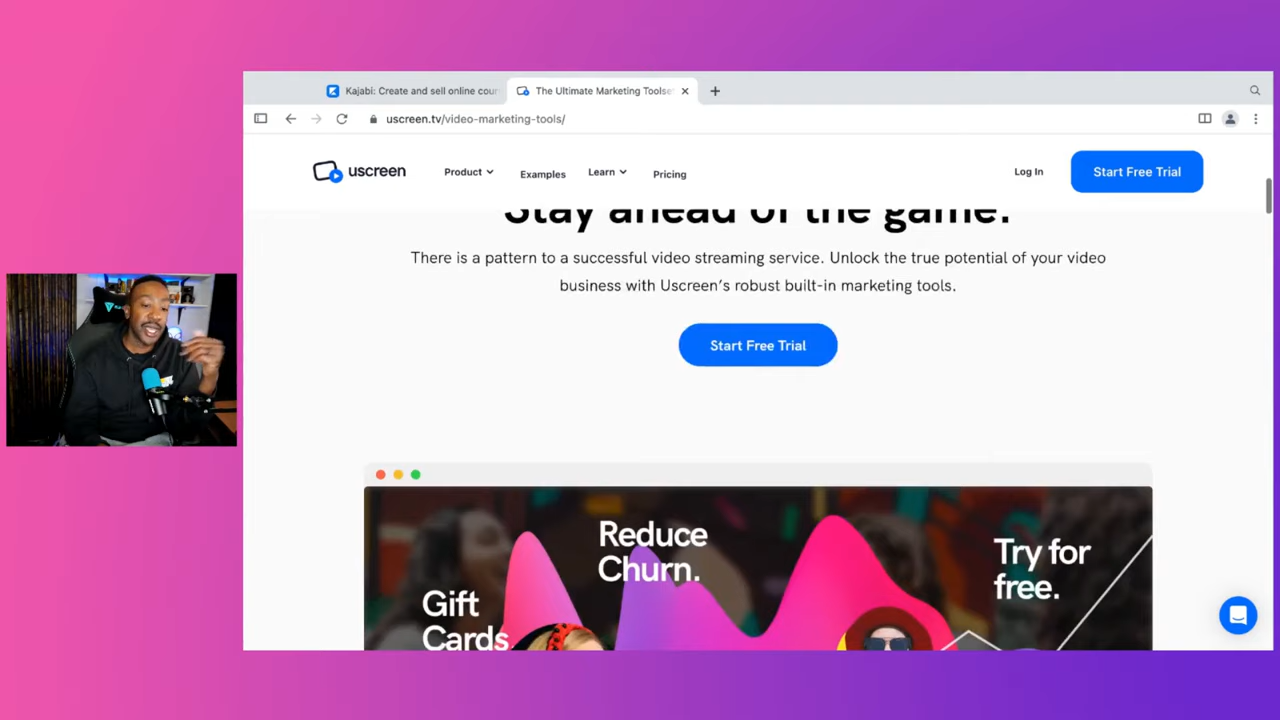 Kajabi: Create and sell online cour
The Ultimate Marketing Toolse
uscreen.tv/video-marketing-tools/
uscreen
Product
Examples
Learn
Pricing
Log In
Start Free Trial
Stay ahead of the game.
There is a pattern to a successful video streaming service. Unlock the true potential of your video
business with Uscreen’s robust built-in marketing tools.
Start Free Trial
Reduce
Churn.
Try for
free.
Gift
Cards